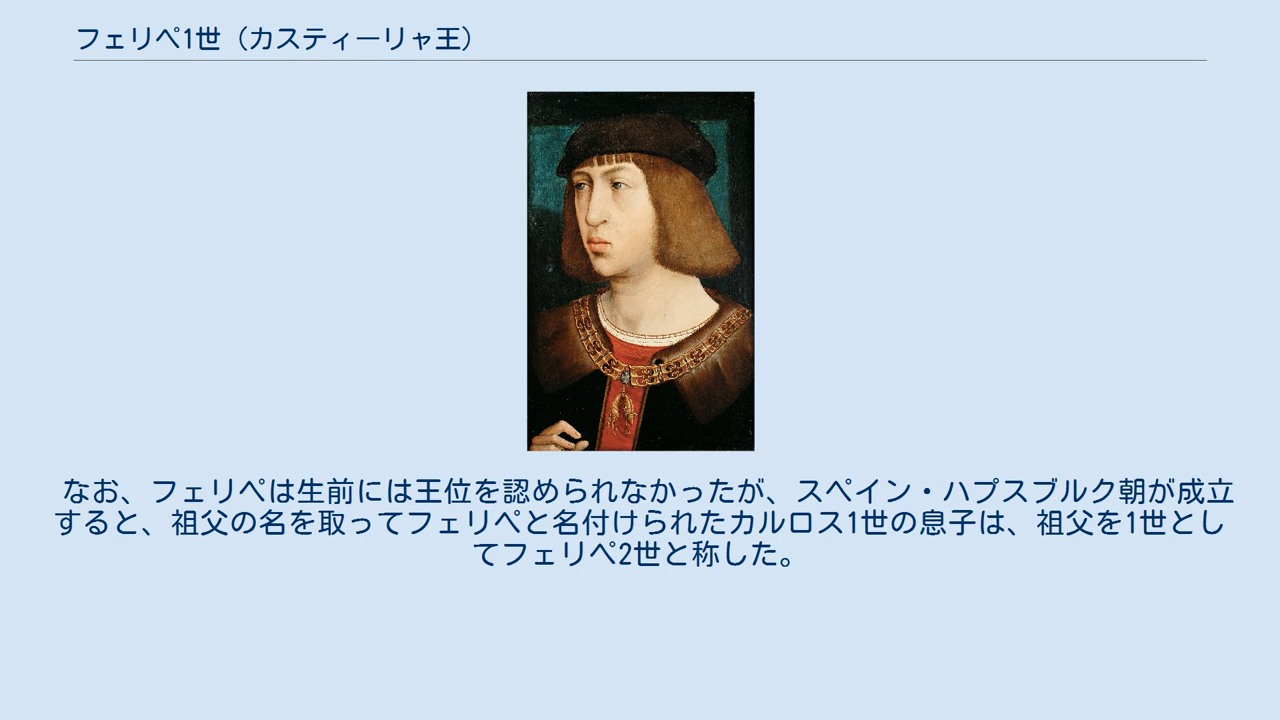 フェリペ1世（カスティーリャ王）
なお、フェリペは生前には王位を認められなかったが、スペイン・ハプスブルク朝が成立
すると、祖父の名を取ってフェリペと名付けられたカルロス1世の息子は、祖父を1世とし
てフェリペ2世と称した。